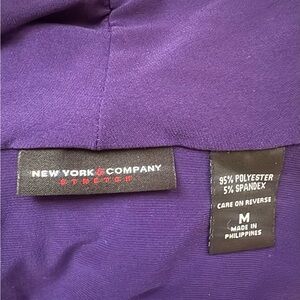 NEW YORK & COMPANY
STRETCH
95% POLYESTER
5% SPANDEX
CARE ON REVERSE
M
MADE IN
PHILIPPINES